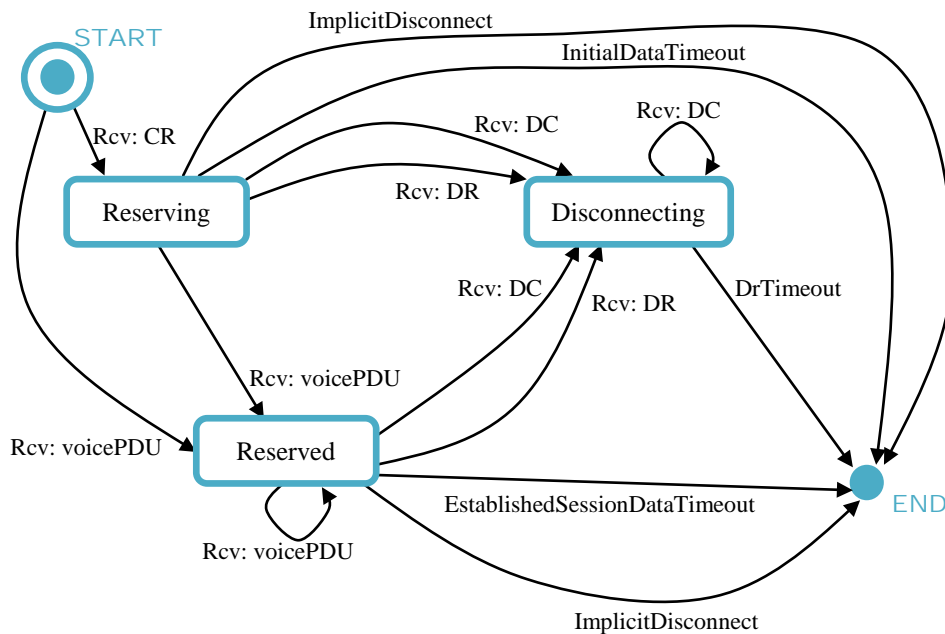 ImplicitDisconnect
START
InitialDataTimeout
Rcv: DC
Rcv: DC
Rcv: CR
Rcv: DR
Reserving
Disconnecting
Rcv: DC
DrTimeout
Rcv: DR
Rcv: voicePDU
Rcv: voicePDU
Reserved
EstablishedSessionDataTimeout
END
Rcv: voicePDU
ImplicitDisconnect